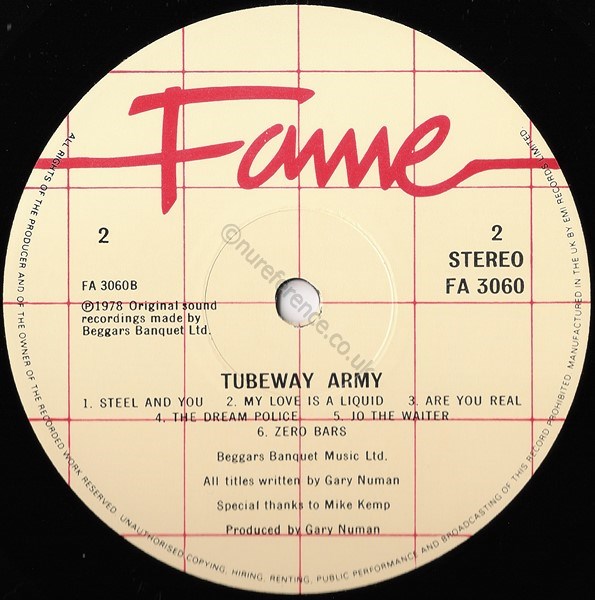 Fame
2
2
STEREO
FA 3060B
FA 3060
℗1978 Original sound
recordings made by
Beggars Banquet Ltd.
TUBEWAY ARMY
1. STEEL AND YOU 2. MY LOVE IS A LIQUID 3. ARE YOU REAL
4. THE DREAM POLICE 5. JO THE WAITER
6. ZERO BARS
Beggars Banquet Music Ltd.
All titles written by Gary Numan
Special thanks to Mike Kemp
Produced by Gary Numan
ALL RIGHTS OF THE PRODUCER AND OF THE OWNER OF THE RECORDED WORK RESERVED. UNAUTHORISED COPYING, HIRING, RENTING, PUBLIC PERFORMANCE AND BROADCASTING OF THIS RECORD PROHIBITED. MANUFACTURED IN THE UK BY EMI RECORDS LIMITED
©nureference.co.uk